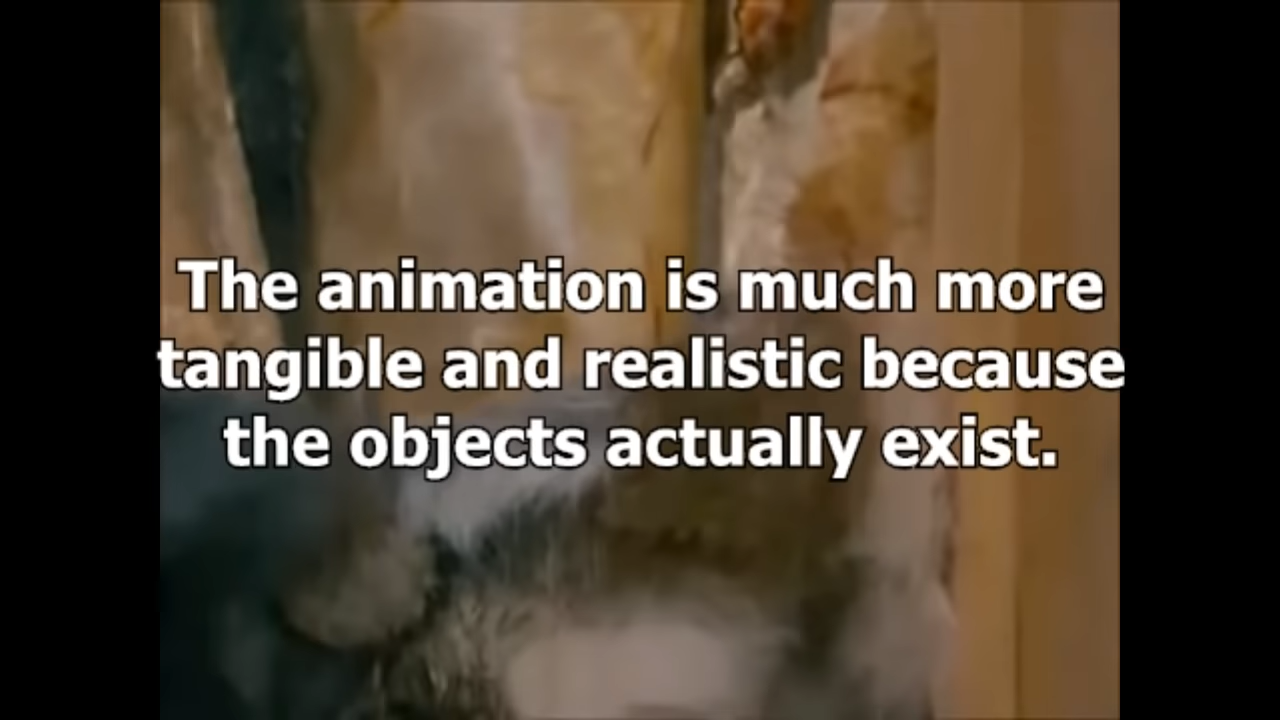 The animation is much more
tangible and realistic because
the objects actually exist.